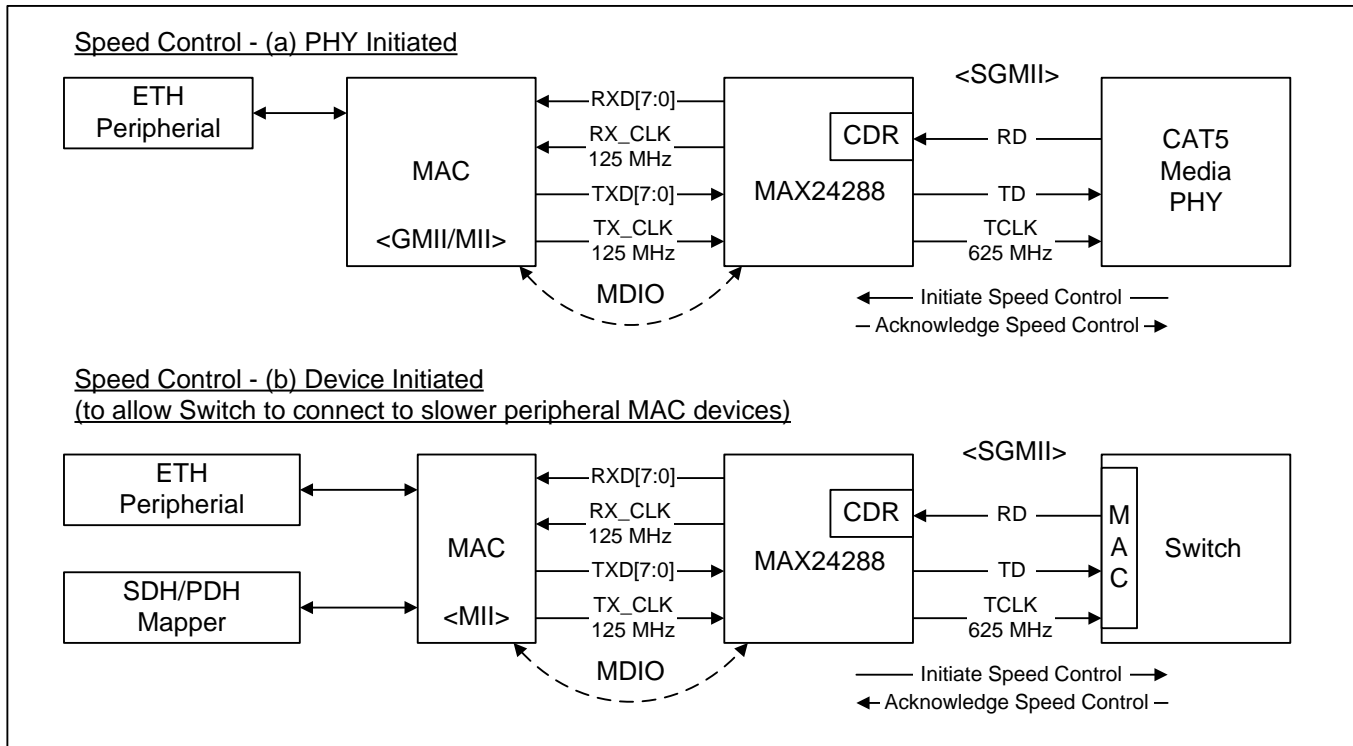 Speed Control - (a) PHY Initiated
<SGMII>
ETH
Peripherial
MAC
<GMII/MII>
RXD[7:0]
RX_CLK
125 MHz
TXD[7:0]
TX_CLK
125 MHz
MDIO
CDR
MAX24288
RD
TD
TCLK
625 MHz
CAT5
Media
PHY
Initiate Speed Control
Acknowledge Speed Control
Speed Control - (b) Device Initiated
(to allow Switch to connect to slower peripheral MAC devices)
<SGMII>
ETH
Peripherial
SDH/PDH
Mapper
MAC
<MII>
RXD[7:0]
RX_CLK
125 MHz
TXD[7:0]
TX_CLK
125 MHz
MDIO
CDR
MAX24288
RD
TD
TCLK
625 MHz
M
A
C
Switch
Initiate Speed Control
Acknowledge Speed Control